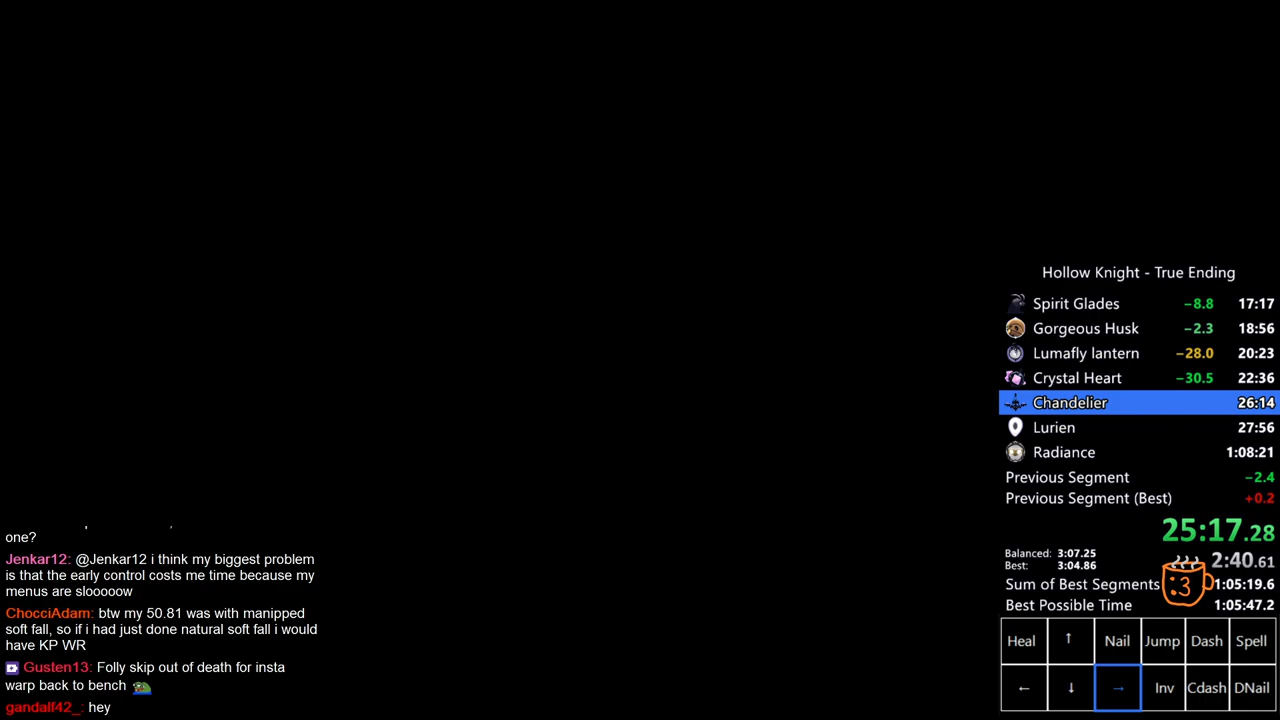 Hollow Knight - True Ending
Spirit Glades -8.8 17:17
Gorgeous Husk -2.3 18:56
Lumafly lantern -28.0 20:23
Crystal Heart -30.5 22:36
Chandelier 26:14
Lurien 27:56
Radiance 1:08:21
Previous Segment -2.4
Previous Segment (Best) +0.2
25:17.28
Balanced: 3:07.25
Best: 3:04.86
2:40.61
:3
Sum of Best Segments 1:05:19.6
Best Possible Time 1:05:47.2
Heal ↑ Nail Jump Dash Spell
← ↓ → Inv Cdash DNail
one?
Jenkar12: @Jenkar12 i think my biggest problem
is that the early control costs me time because my
menus are slooooow
ChocciAdam: btw my 50.81 was with manipped
soft fall, so if i had just done natural soft fall i would
have KP WR
Gusten13: Folly skip out of death for insta
warp back to bench
gandalf42_: hey